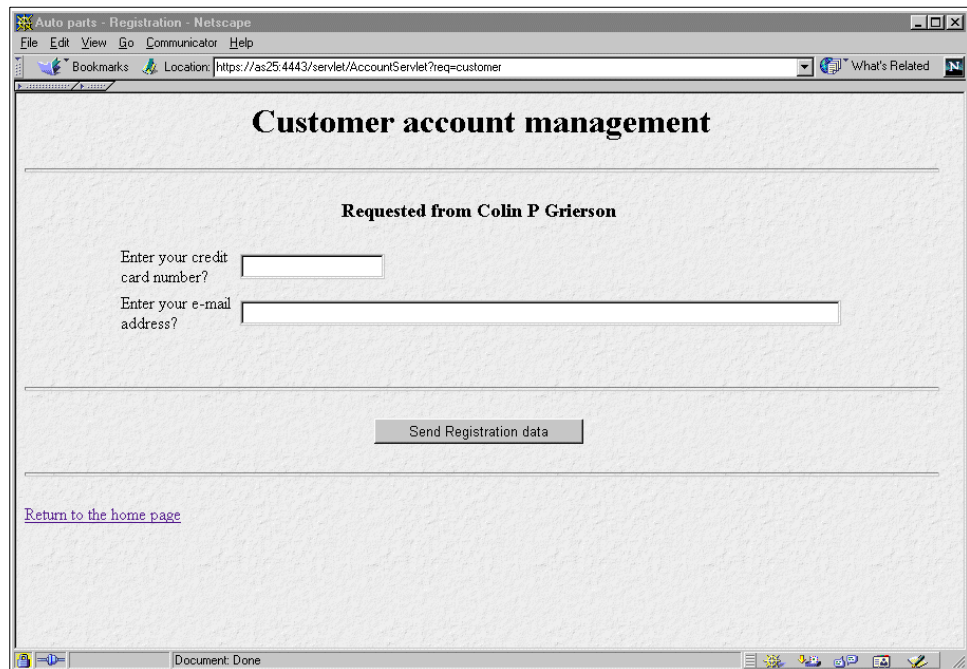 Auto parts - Registration - Netscape
File Edit View Go Communicator Help
Bookmarks Location: https://as25:4443/servlet/AccountServlet?req=customer What's Related N
Customer account management
Requested from Colin P Grierson
Enter your credit
card number?
Enter your e-mail
address?
Send Registration data
Return to the home page
Document: Done